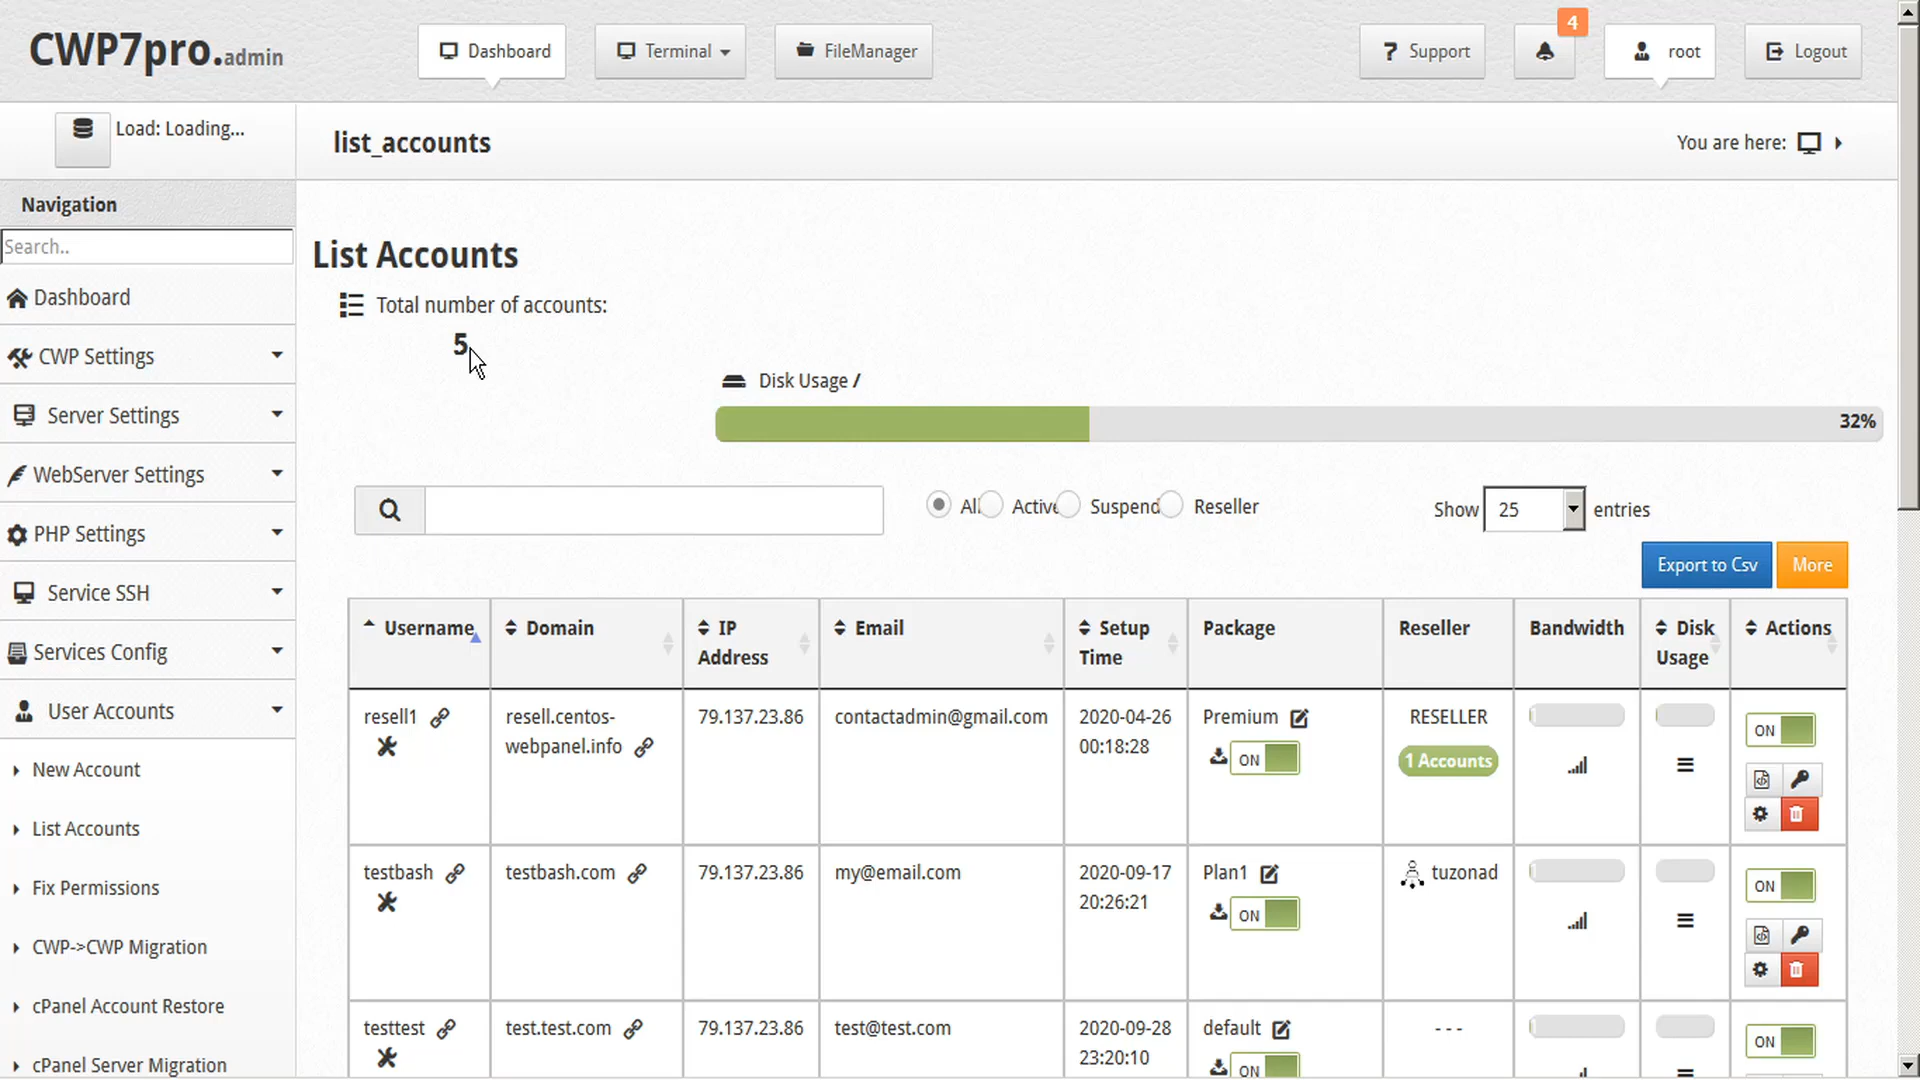 CWP7pro.admin
Dashboard
Terminal
FileManager
Support
4
root
Logout
Load: Loading...
list_accounts
You are here:
Navigation
Search..
Dashboard
CWP Settings
Server Settings
WebServer Settings
PHP Settings
Service SSH
Services Config
User Accounts
New Account
List Accounts
Fix Permissions
CWP->CWP Migration
cPanel Account Restore
cPanel Server Migration
List Accounts
Total number of accounts:
5
Disk Usage /
32%
All
Active
Suspend
Reseller
Show 25 entries
Export to Csv
More
Username
Domain
IP Address
Email
Setup Time
Package
Reseller
Bandwidth
Disk Usage
Actions
resell1
resell.centos-
webpanel.info
79.137.23.86
contactadmin@gmail.com
2020-04-26
00:18:28
Premium
ON
RESELLER
1 Accounts
ON
testbash
testbash.com
79.137.23.86
my@email.com
2020-09-17
20:26:21
Plan1
ON
tuzonad
ON
testtest
test.test.com
79.137.23.86
test@test.com
2020-09-28
23:20:10
default
ON
- - -
ON